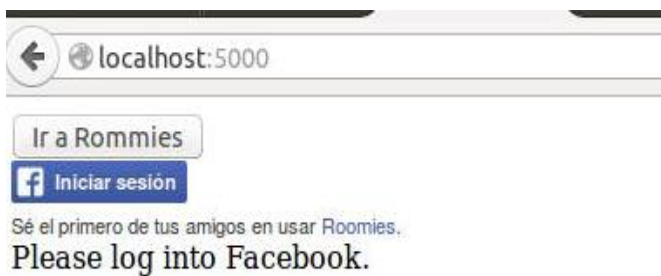 localhost:5000
Ir a Rommies
f Iniciar sesión
Sé el primero de tus amigos en usar Roomies.
Please log into Facebook.